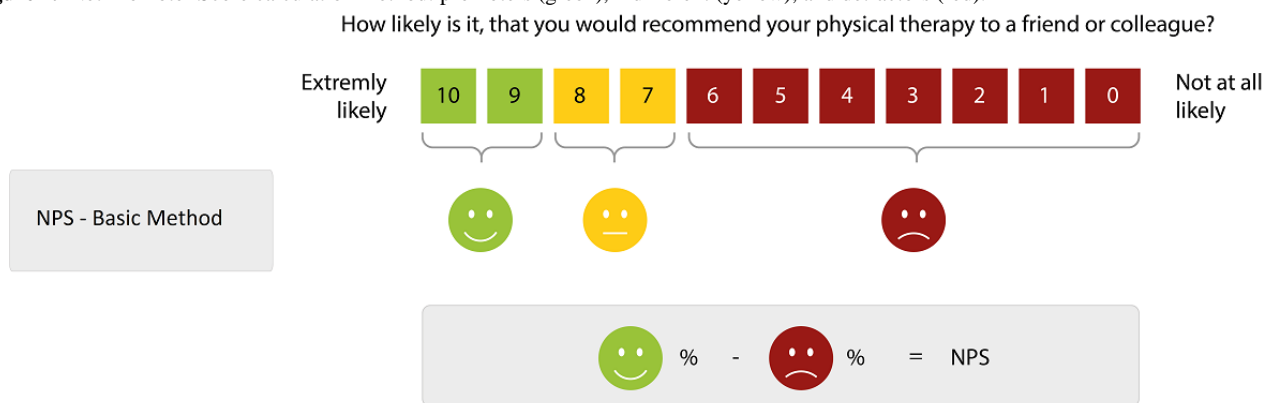 How likely is it, that you would recommend your physical therapy to a friend or colleague?
Extremly likely
10 9 8 7 6 5 4 3 2 1 0
Not at all likely
NPS - Basic Method
% - % = NPS